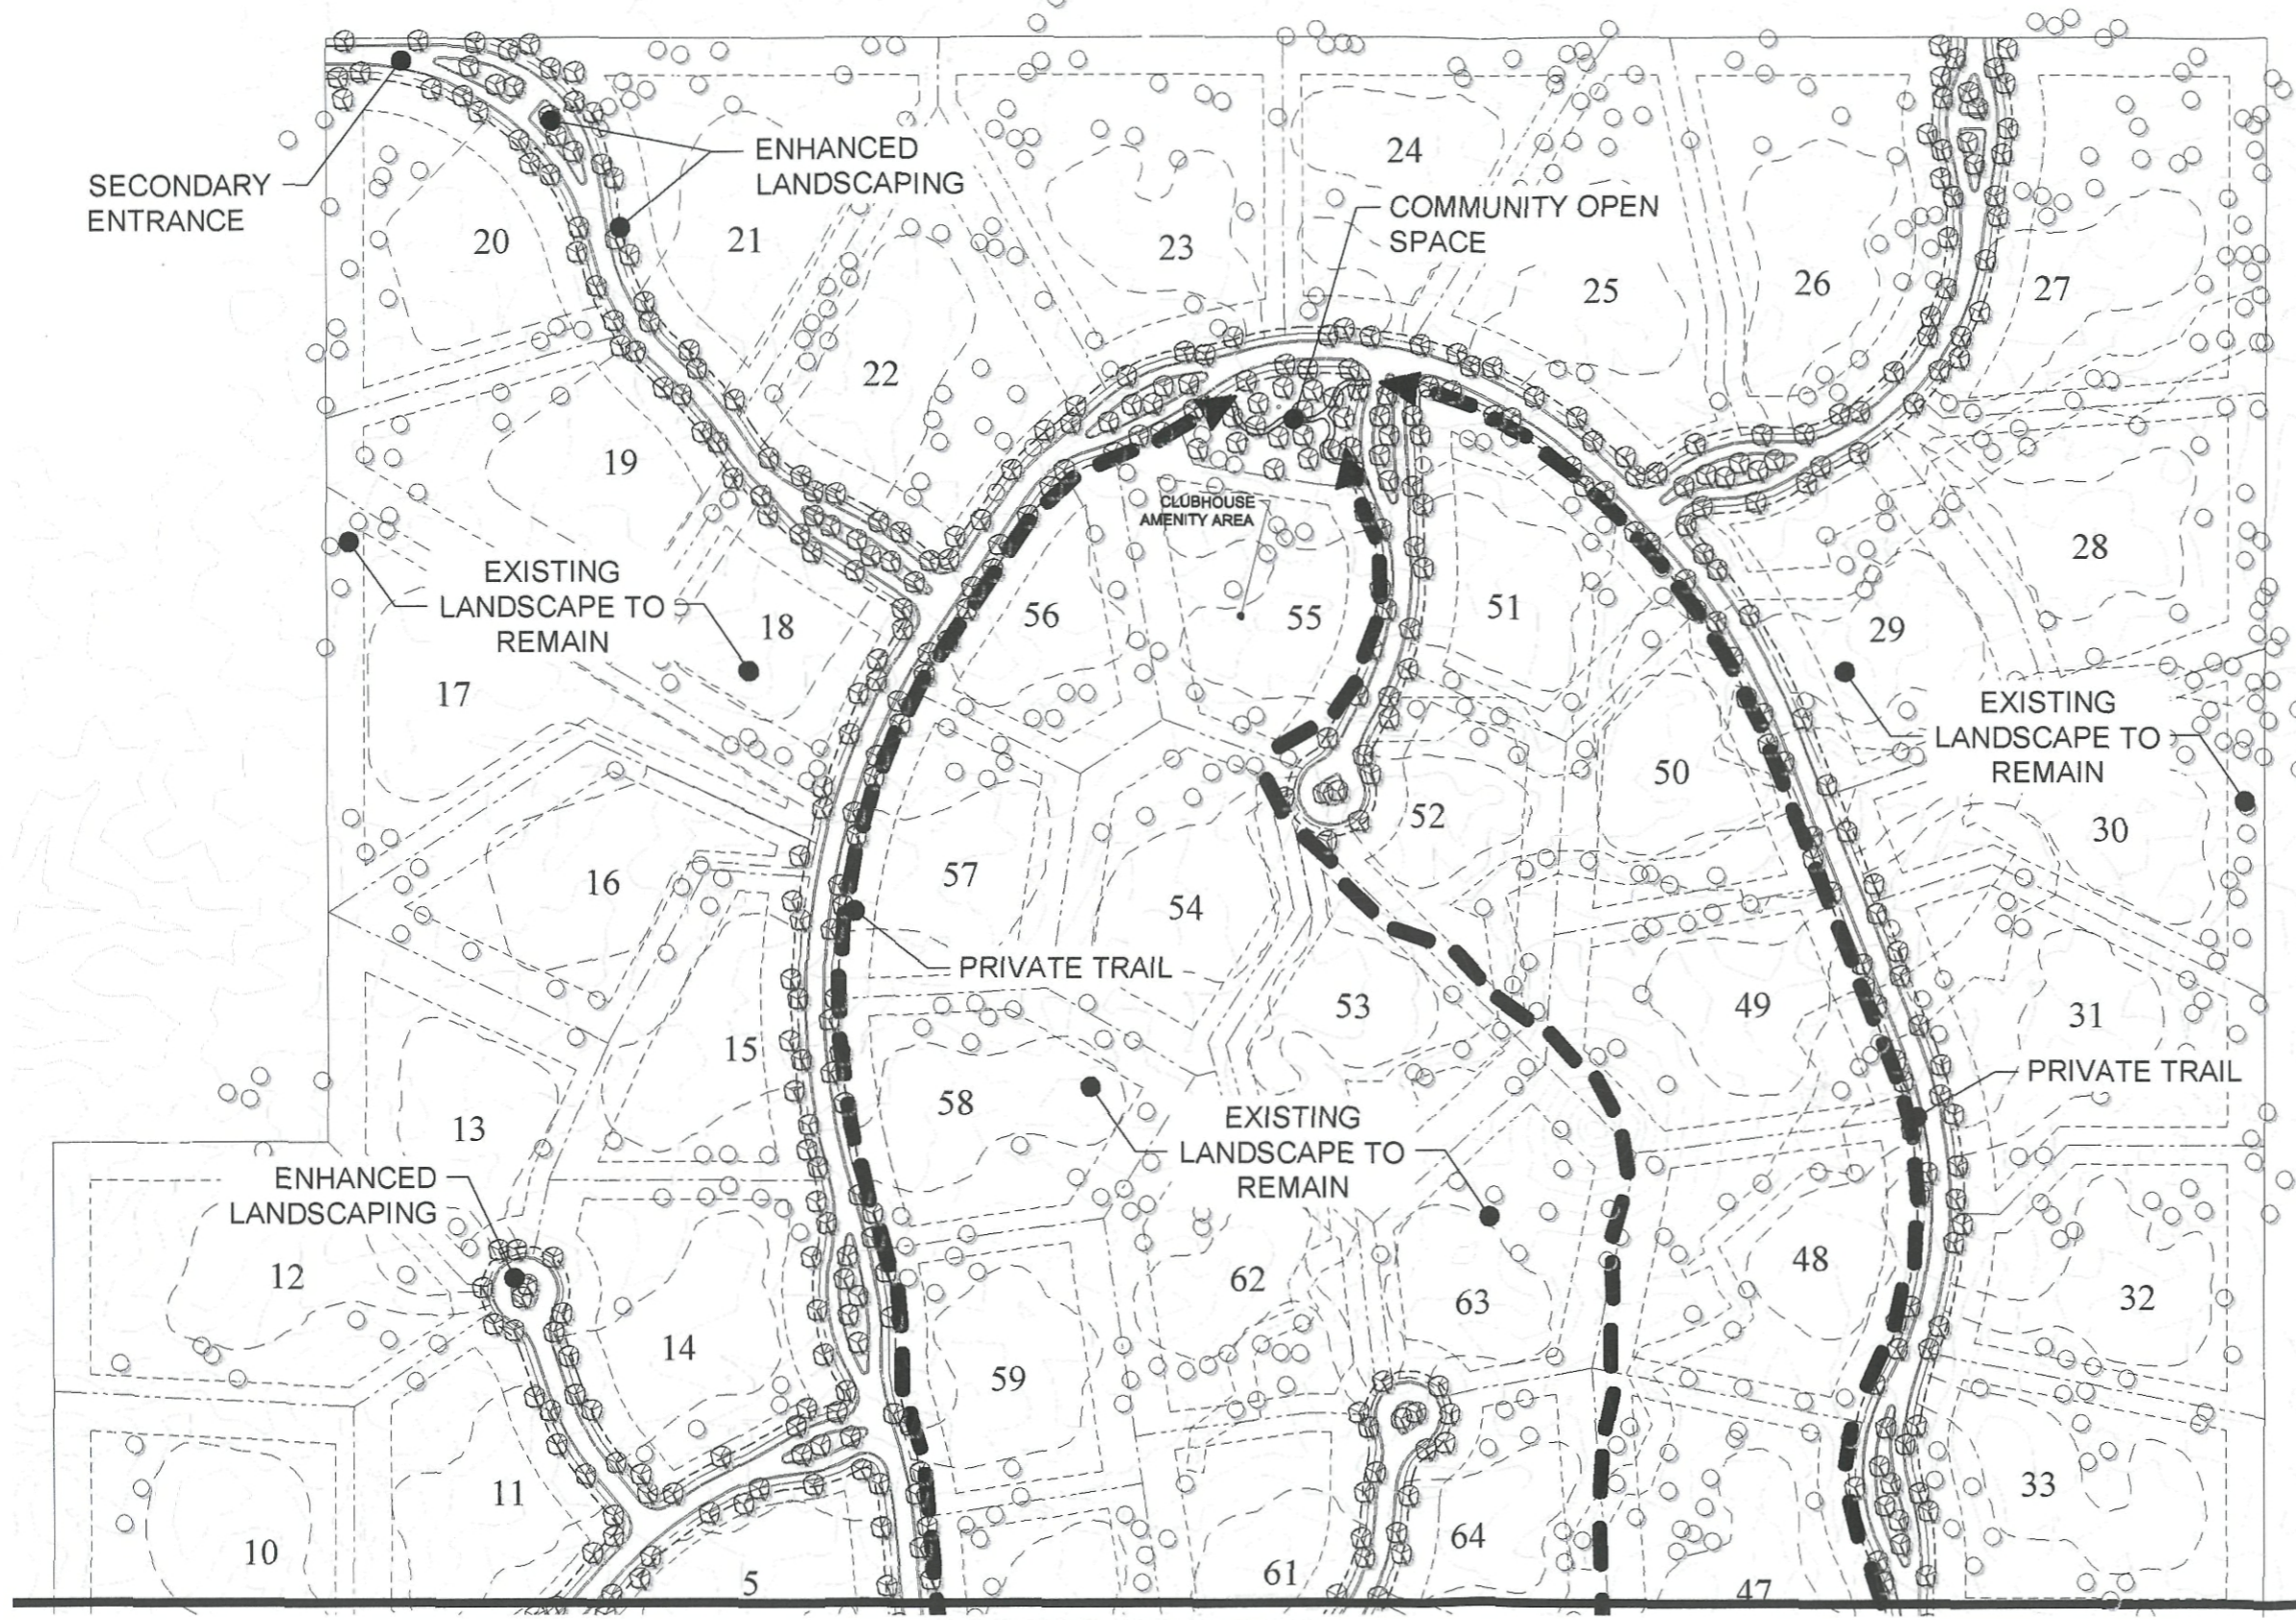 SECONDARY
ENTRANCE
ENHANCED
LANDSCAPING
24
COMMUNITY OPEN
SPACE
20
21
23
25
26
27
22
19
CLUBHOUSE
AMENITY AREA
28
EXISTING
LANDSCAPE TO
REMAIN
18
56
55
51
29
17
EXISTING
LANDSCAPE TO
REMAIN
50
52
30
16
57
54
PRIVATE TRAIL
53
49
31
15
PRIVATE TRAIL
58
13
EXISTING
LANDSCAPE TO
REMAIN
ENHANCED
LANDSCAPING
12
62
63
48
32
14
59
11
33
10
64
5
61
47